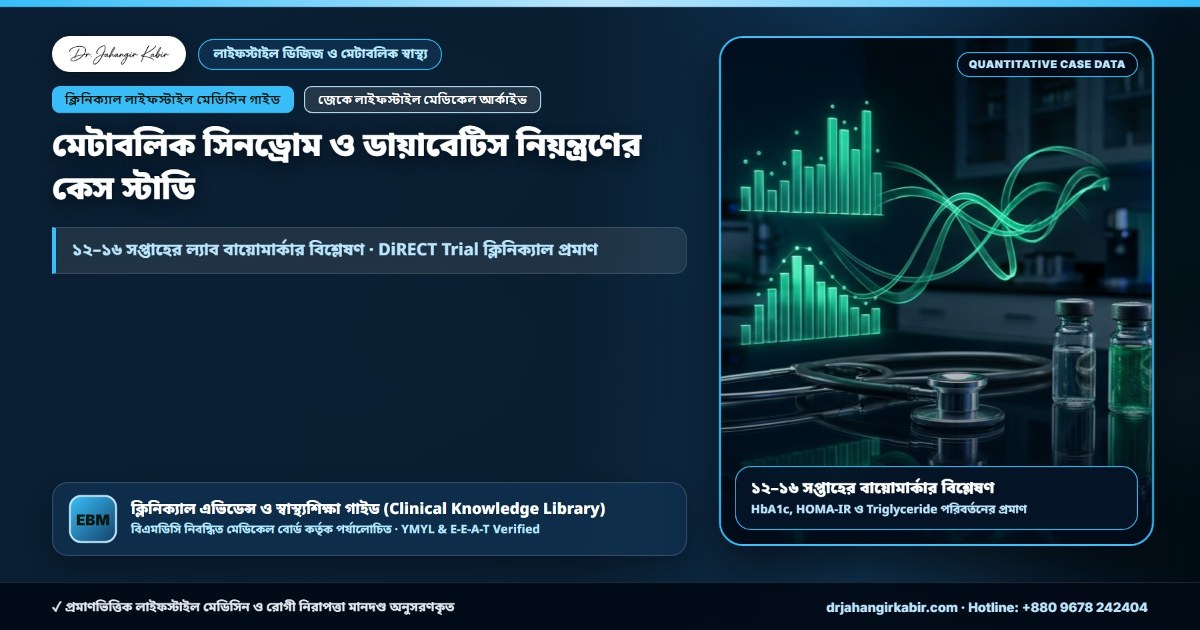 Dr. Jahangir Kabir
লাইফস্টাইল ডিজিজ ও মেটাবলিক স্বাস্থ্য
ক্লিনিক্যাল লাইফস্টাইল মেডিসিন গাইড
জেকে লাইফস্টাইল মেডিকেল আর্কাইভ
মেটাবলিক সিনড্রোম ও ডায়াবেটিস নিয়ন্ত্রণের
কেস স্টাডি
১২–১৬ সপ্তাহের ল্যাব বায়োমার্কার বিশ্লেষণ · DiRECT Trial ক্লিনিক্যাল প্রমাণ
EBM
ক্লিনিক্যাল এভিডেন্স ও স্বাস্থ্যশিক্ষা গাইড (Clinical Knowledge Library)
বিএমডিসি নিবন্ধিত মেডিকেল বোর্ড কর্তৃক পর্যালোচিত · YMYL & E-E-A-T Verified
QUANTITATIVE CASE DATA
১২–১৬ সপ্তাহের বায়োমার্কার বিশ্লেষণ
HbA1c, HOMA-IR ও Triglyceride পরিবর্তনের প্রমাণ
✓ প্রমাণভিত্তিক লাইফস্টাইল মেডিসিন ও রোগী নিরাপত্তা মানদণ্ড অনুসরণকৃত
drjahangirkabir.com · Hotline: +880 9678 242404